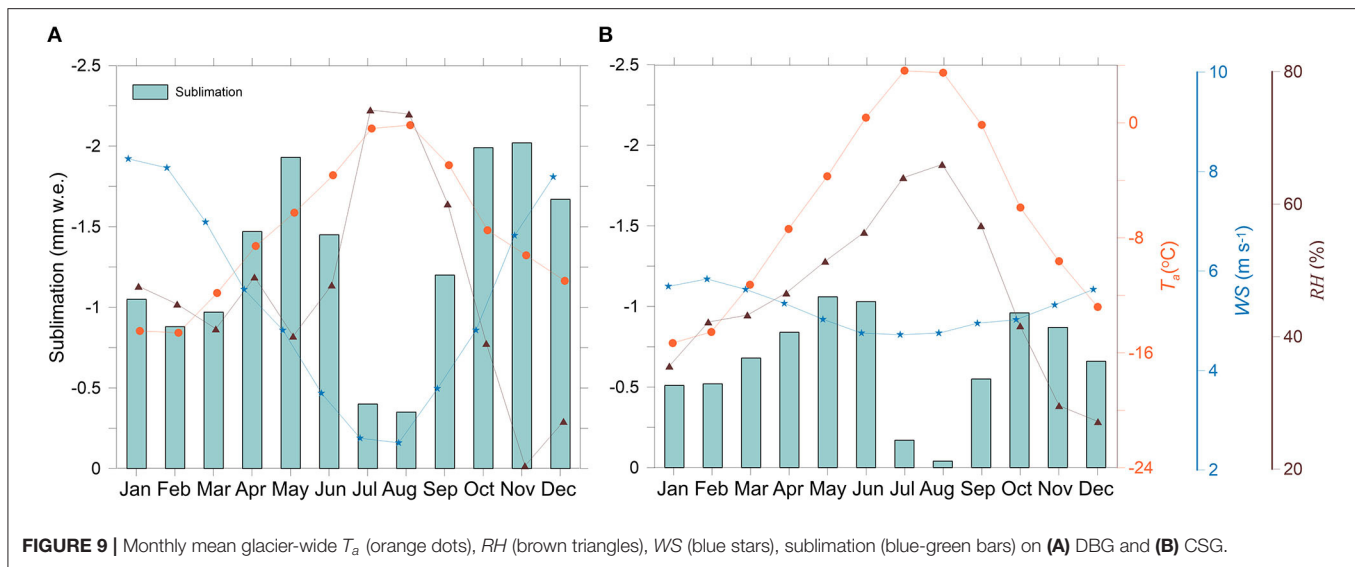 A
B
-2.5
-2
-1.5
-1
-0.5
0
Sublimation (mm w.e.)
Sublimation
Jan Feb Mar Apr May Jun Jul Aug Sep Oct Nov Dec
-2.5
-2
-1.5
-1
-0.5
0
Jan Feb Mar Apr May Jun Jul Aug Sep Oct Nov Dec
0
-8
-16
-24
Ta(°C)
10
8
6
4
2
WS (m s-1)
80
60
40
20
RH (%)
FIGURE 9 | Monthly mean glacier-wide Ta (orange dots), RH (brown triangles), WS (blue stars), sublimation (blue-green bars) on (A) DBG and (B) CSG.